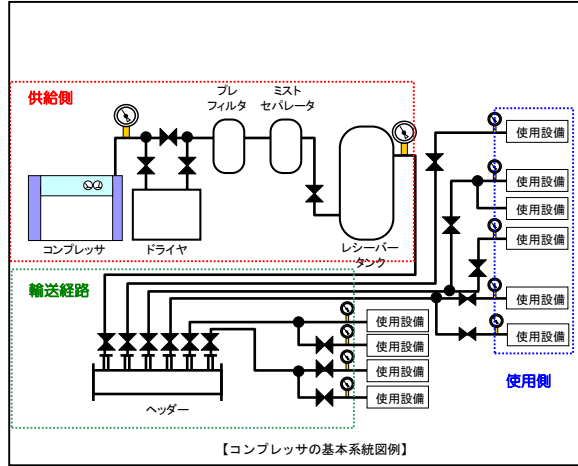 供給側
プレ
フィルタ
ミスト
セパレータ
コンプレッサ
ドライヤ
レシーバー
タンク
使用設備
使用設備
使用設備
使用設備
使用設備
使用設備
輸送経路
使用設備
使用設備
使用設備
使用設備
ヘッダー
使用側
【コンプレッサの基本系統図例】